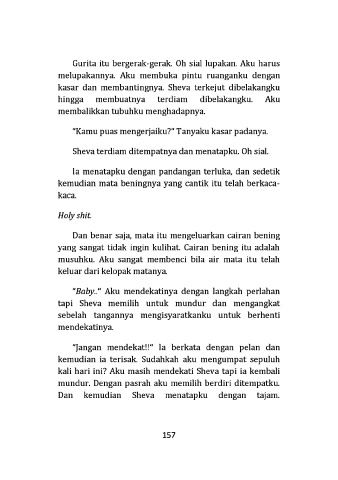 Gurita itu bergerak-gerak. Oh sial lupakan. Aku harus
melupakannya. Aku membuka pintu ruanganku dengan
kasar dan membantingnya. Sheva terkejut dibelakangku
hingga membuatnya terdiam dibelakangku. Aku
membalikkan tubuhku menghadapnya.
"Kamu puas mengerjaiku?" Tanyaku kasar padanya.
Sheva terdiam ditempatnya dan menatapku. Oh sial.
Ia menatapku dengan pandangan terluka, dan sedetik
kemudian mata beningnya yang cantik itu telah berkaca-
kaca.
Holy shit.
Dan benar saja, mata itu mengeluarkan cairan bening
yang sangat tidak ingin kulihat. Cairan bening itu adalah
musuhku. Aku sangat membenci bila air mata itu telah
keluar dari kelopak matanya.
"Baby.." Aku mendekatinya dengan langkah perlahan
tapi Sheva memilih untuk mundur dan mengangkat
sebelah tangannya mengisyaratkanku untuk berhenti
mendekatinya.
"Jangan mendekat!!" Ia berkata dengan pelan dan
kemudian ia terisak. Sudahkah aku mengumpat sepuluh
kali hari ini? Aku masih mendekati Sheva tapi ia kembali
mundur. Dengan pasrah aku memilih berdiri ditempatku.
Dan kemudian Sheva menatapku dengan tajam.
157